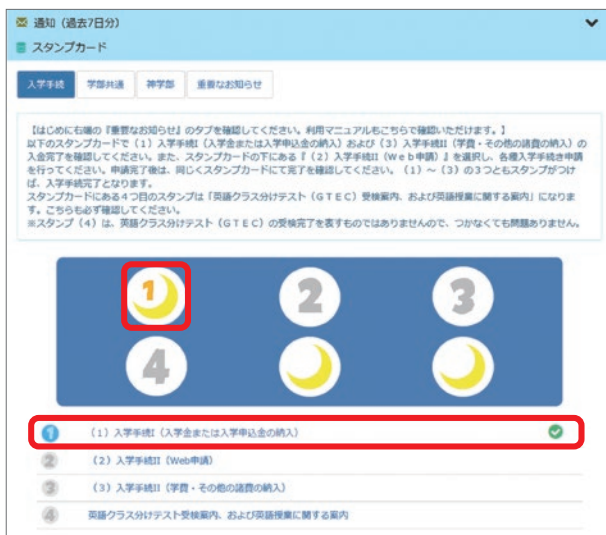 通知（過去7日分）
スタンプカード
入学手続
学部共通
神学部
重要なお知らせ
【はじめに右端の『重要なお知らせ』のタブを確認してください。利用マニュアルもこちらで確認いただけます。】
以下のスタンプカードで（1）入学手続I（入学金または入学申込金の納入）および（3）入学手続II（学費・その他の諸費の納入）の
入金完了を確認してください。また、スタンプカードの下にある『（2）入学手続II（Ｗｅｂ申請）』を選択し、各種入学手続き申請
を行ってください。申請完了後は、同じくスタンプカードにて完了を確認してください。（1）～（3）の3つともスタンプがつけ
ば、入学手続完了となります。
スタンプカードにある4つ目のスタンプは「英語クラス分けテスト（ＧＴＥＣ）受検案内、および英語授業に関する案内」になりま
す。こちらも必ず確認してください。
※スタンプ（4）は、英語クラス分けテスト（ＧＴＥＣ）の受検完了を表すものではありませんので、つかなくても問題ありません。
1
2
3
4
1 （1）入学手続I（入学金または入学申込金の納入）
2 （2）入学手続II（Web申請）
3 （3）入学手続II（学費・その他の諸費の納入）
4 英語クラス分けテスト受検案内、および英語授業に関する案内